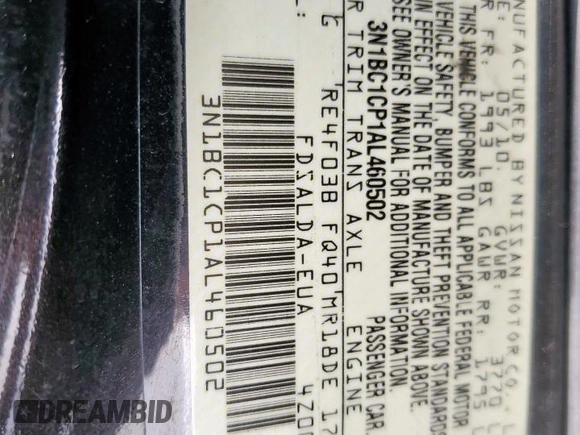 MANUFACTURED BY NISSAN MOTOR CO.
05/10 GVWR: 3770
FR: 1993 LBS GAWR RR: 1795
THIS VEHICLE CONFORMS TO ALL APPLICABLE FEDERAL MOTOR
VEHICLE SAFETY, BUMPER AND THEFT PREVENTION STANDARDS
IN EFFECT ON THE DATE OF MANUFACTURE SHOWN ABOVE.
SEE OWNER'S MANUAL FOR ADDITIONAL INFORMATION
3N1BC1CP1AL460502 PASSENGER CAR
R TRIM TRANS AXLE ENGINE
G RE4F03B FQ40 MR18DE 17
L: FDSALDA-EUA
3N1BC1CP1AL460502
DREAMBID